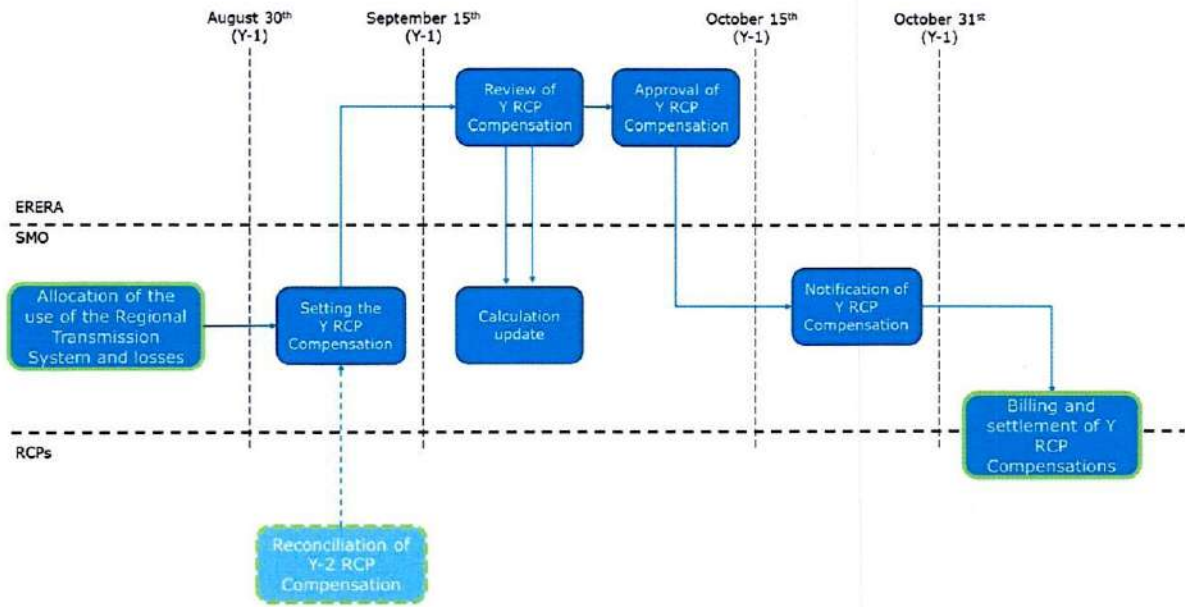 August 30th
(Y-1)
September 15th
(Y-1)
October 15th
(Y-1)
October 31st
(Y-1)
Review of
Y RCP
Compensation
Approval of
Y RCP
Compensation
ERERA
SMO
Allocation of the
use of the Regional
Transmission
System and losses
Setting the
Y RCP
Compensation
Calculation
update
Notification of
Y RCP
Compensation
Billing and
settlement of Y
RCP
Compensations
RCPs
Reconciliation of
Y-2 RCP
Compensation